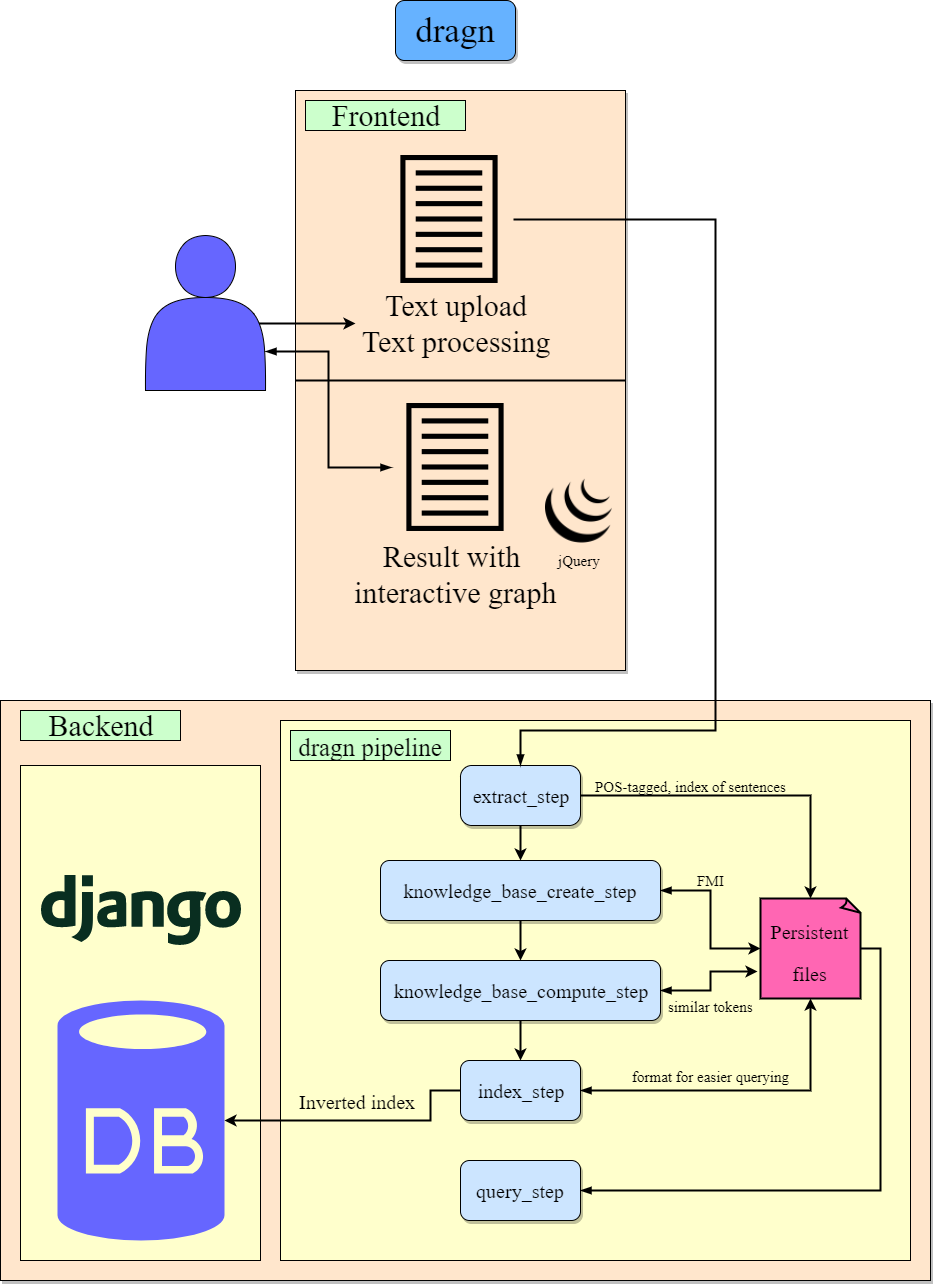 dragn
Frontend
Text upload
Text processing
Result with
interactive graph
jQuery
Backend
dragn pipeline
extract_step
POS-tagged, index of sentences
django
knowledge_base_create_step
FMI
Persistent
files
knowledge_base_compute_step
similar tokens
index_step
format for easier querying
Inverted index
DB
query_step